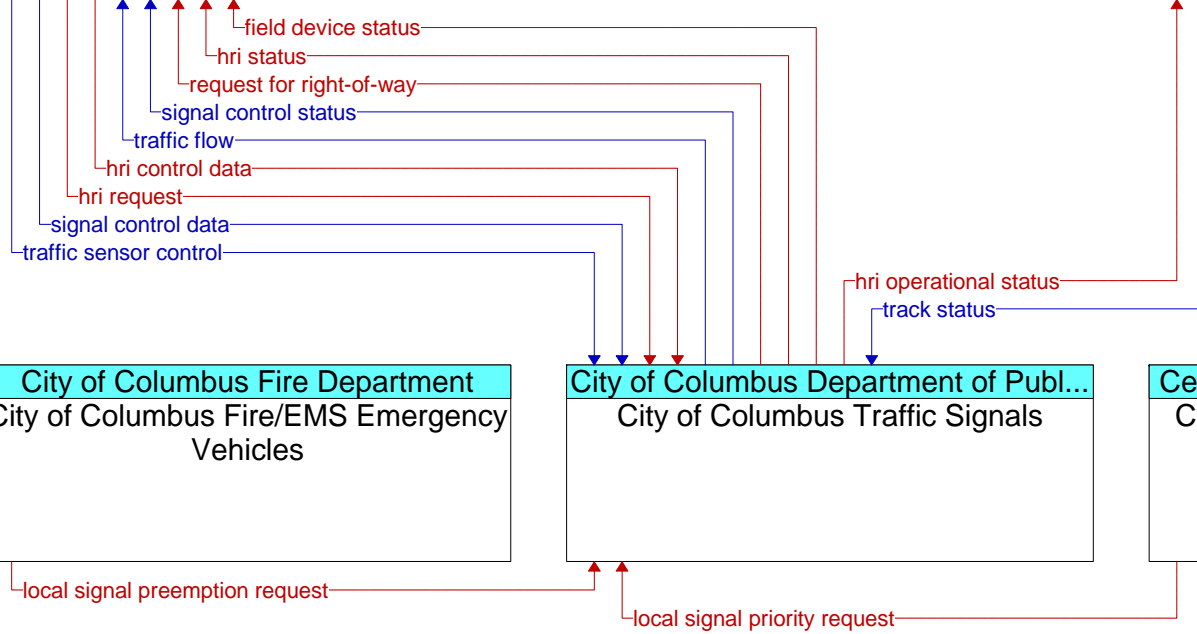 field device status
hri status
request for right-of-way
signal control status
traffic flow
hri control data
hri request
signal control data
traffic sensor control
hri operational status
track status
City of Columbus Fire Department
City of Columbus Fire/EMS Emergency
Vehicles
City of Columbus Department of Publ...
City of Columbus Traffic Signals
Ce
C
local signal preemption request
local signal priority request